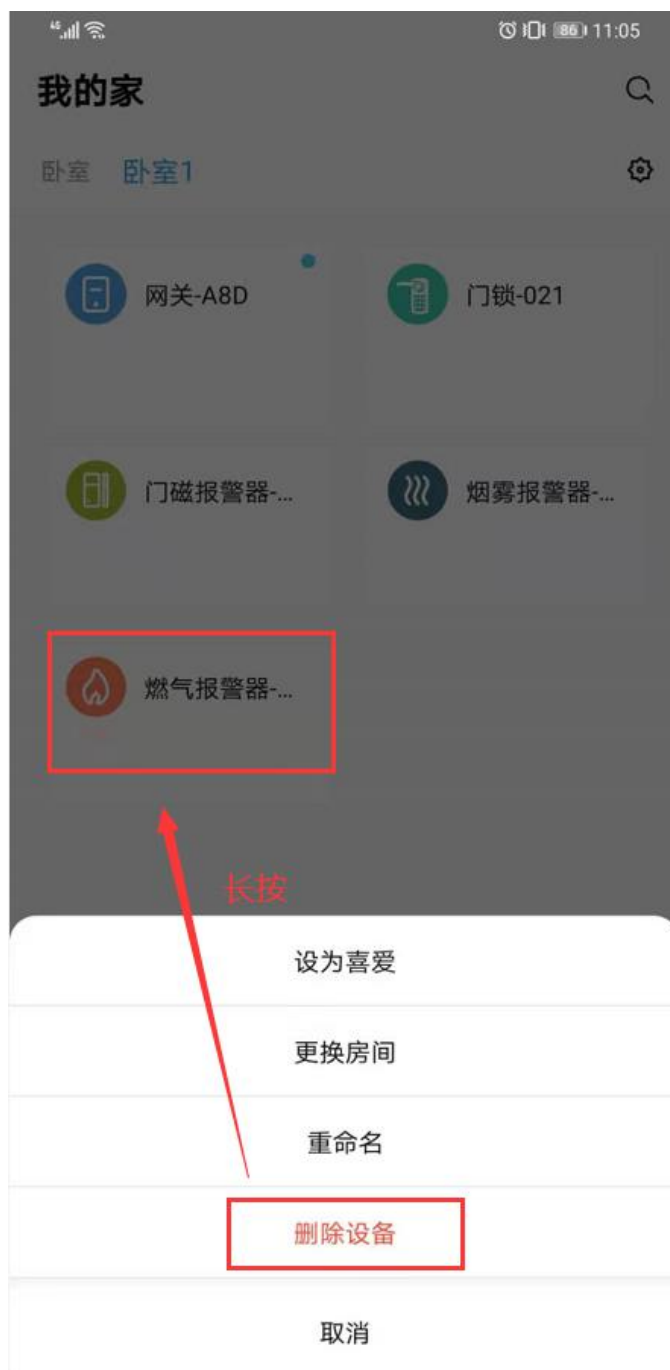 4G 86 11:05
我的家
卧室 卧室1
网关-A8D 门锁-021
门磁报警器-... 烟雾报警器-...
燃气报警器-...
长按
设为喜爱
更换房间
重命名
删除设备
取消